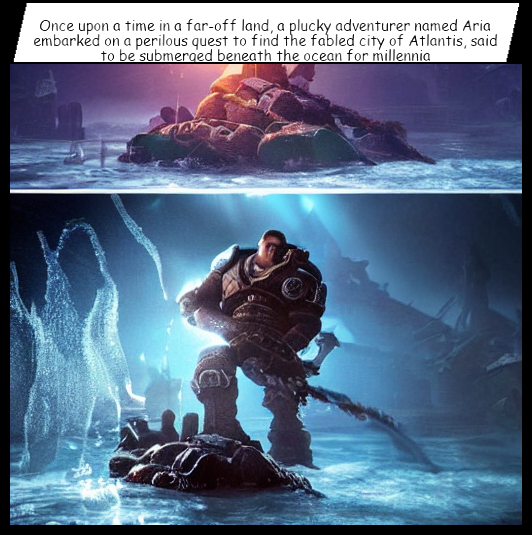 Once upon a time in a far-off land, a plucky adventurer named Aria
embarked on a perilous quest to find the fabled city of Atlantis, said
to be submerged beneath the ocean for millennia